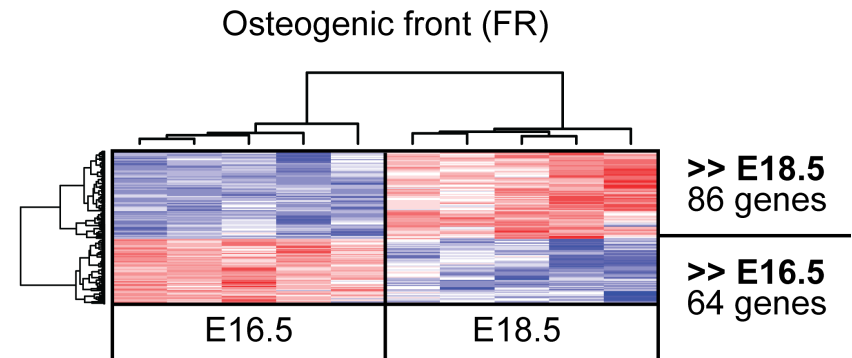 Osteogenic front (FR)
>> E18.5
86 genes
>> E16.5
64 genes
E16.5
E18.5